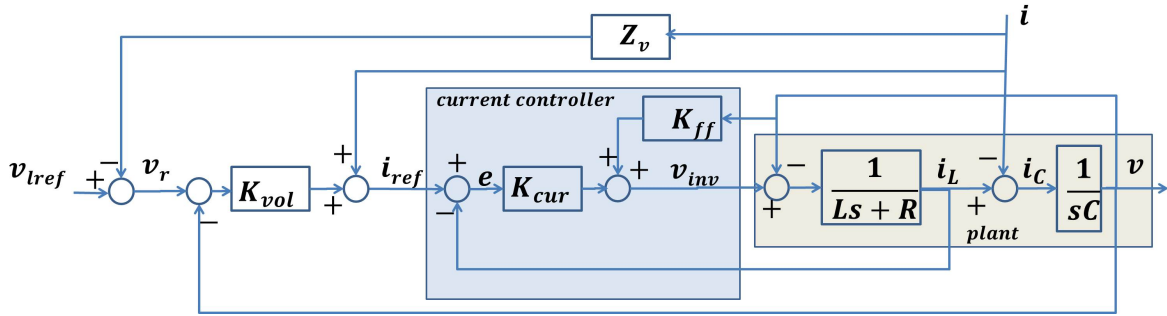 i
Z_v
current controller
K_ff
v_lref
+
−
v_r
−
K_vol
+
+
i_ref
+
−
e
K_cur
+
+
v_inv
+
−
1
Ls + R
i_L
−
+
i_C
1
sC
v
plant